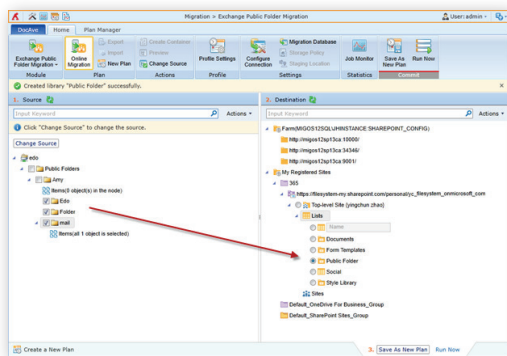 Migration > Exchange Public Folder Migration
User: admin
DocAve
Home
Plan Manager
Exchange Public Folder Migration
Online Migration
Export
Import
New Plan
Create Container
Preview
Change Source
Profile Settings
Configure Connection
Migration Database
Storage Policy
Staging Location
Job Monitor
Save As New Plan
Run Now
Module
Plan
Actions
Profile
Settings
Statistics
Commit
Created library "Public Folder" successfully.
1. Source
Input Keyword
Actions
Click "Change Source" to change the source.
Change Source
edo
Public Folders
Amy
Items(0 object(s) in the node)
Edo
Folder
mail
Items(all 1 object is selected)
2. Destination
Input Keyword
Actions
Farm(MIGOS12SQL\UHINSTANCE:SHAREPOINT_CONFIG)
http://migos12sp13ca:10000/
http://migos12sp13ca:34346/
http://migos12sp13ca:9001/
My Registered Sites
365
https://filesystem-my.sharepoint.com/personal/yc_filesystem_onmicrosoft_com
Top-level Site (yingchun zhao)
Lists
Name
Documents
Form Templates
Public Folder
Social
Style Library
Sites
Default_OneDrive For Business_Group
Default_SharePoint Sites_Group
Create a New Plan
3. Save As New Plan Run Now